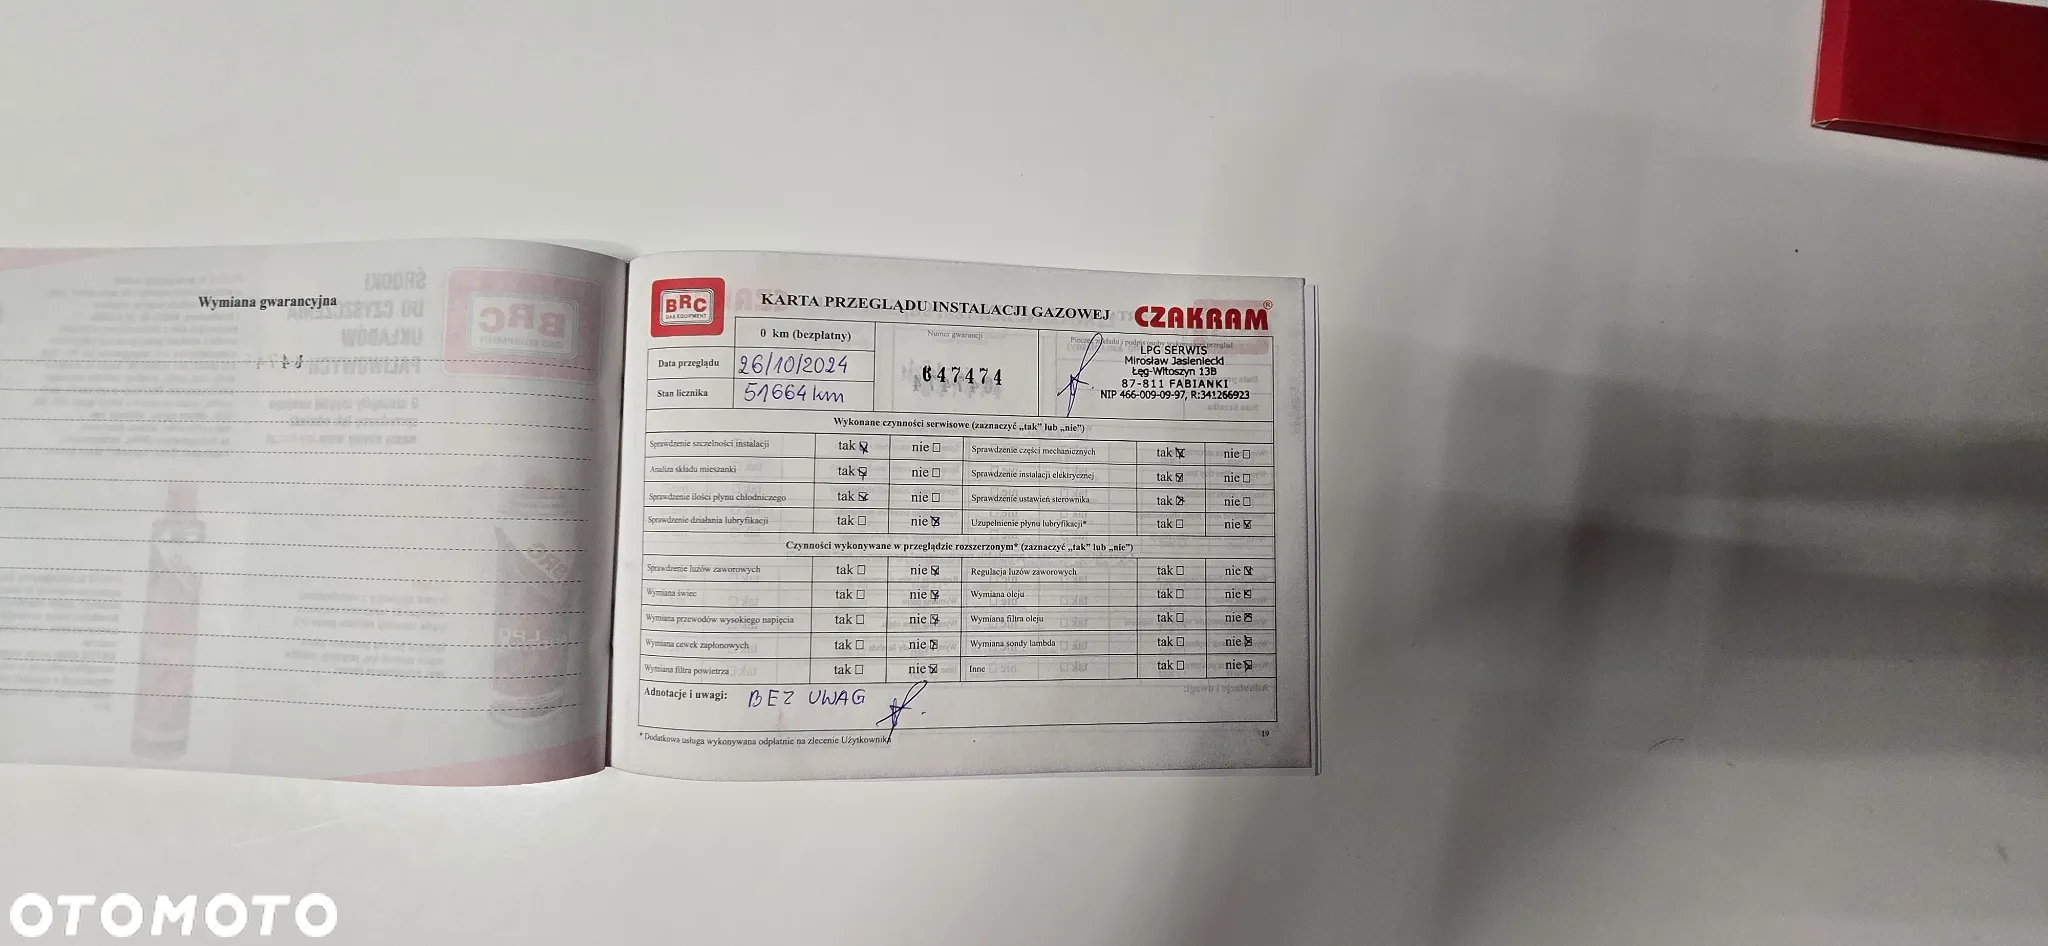 Wymiana gwarancyjna
BRC
GAS EQUIPMENT
KARTA PRZEGLĄDU INSTALACJI GAZOWEJ
CZAKRAM®
0 km (bezpłatny)
Numer gwarancji
Data przeglądu
26/10/2024
647474
Stan licznika
51664 km
LPG SERWIS
Mirosław Jasieniecki
Łęg-Witoszyn 13B
87-811 FABIANKI
NIP 466-009-09-97, R:341266923
Wykonane czynności serwisowe (zaznaczyć „tak" lub „nie")
Sprawdzenie szczelności instalacji tak ☒ nie ☐ Sprawdzenie części mechanicznych tak ☒ nie ☐
Analiza składu mieszanki tak ☒ nie ☐ Sprawdzenie instalacji elektrycznej tak ☒ nie ☐
Sprawdzenie ilości płynu chłodniczego tak ☒ nie ☐ Sprawdzenie ustawień sterownika tak ☒ nie ☐
Sprawdzenie działania lubryfikacji tak ☐ nie ☒ Uzupełnienie płynu lubryfikacji* tak ☐ nie ☒
Czynności wykonywane w przeglądzie rozszerzonym* (zaznaczyć „tak" lub „nie")
Sprawdzenie luzów zaworowych tak ☐ nie ☒ Regulacja luzów zaworowych tak ☐ nie ☒
Wymiana świec tak ☐ nie ☒ Wymiana oleju tak ☐ nie ☒
Wymiana przewodów wysokiego napięcia tak ☐ nie ☒ Wymiana filtra oleju tak ☐ nie ☒
Wymiana cewek zapłonowych tak ☐ nie ☒ Wymiana sondy lambda tak ☐ nie ☒
Wymiana filtra powietrza tak ☐ nie ☒ Inne tak ☐ nie ☒
Adnotacje i uwagi: BEZ UWAG
* Dodatkowa usługa wykonywana odpłatnie na zlecenie Użytkownika
19
OTOMOTO